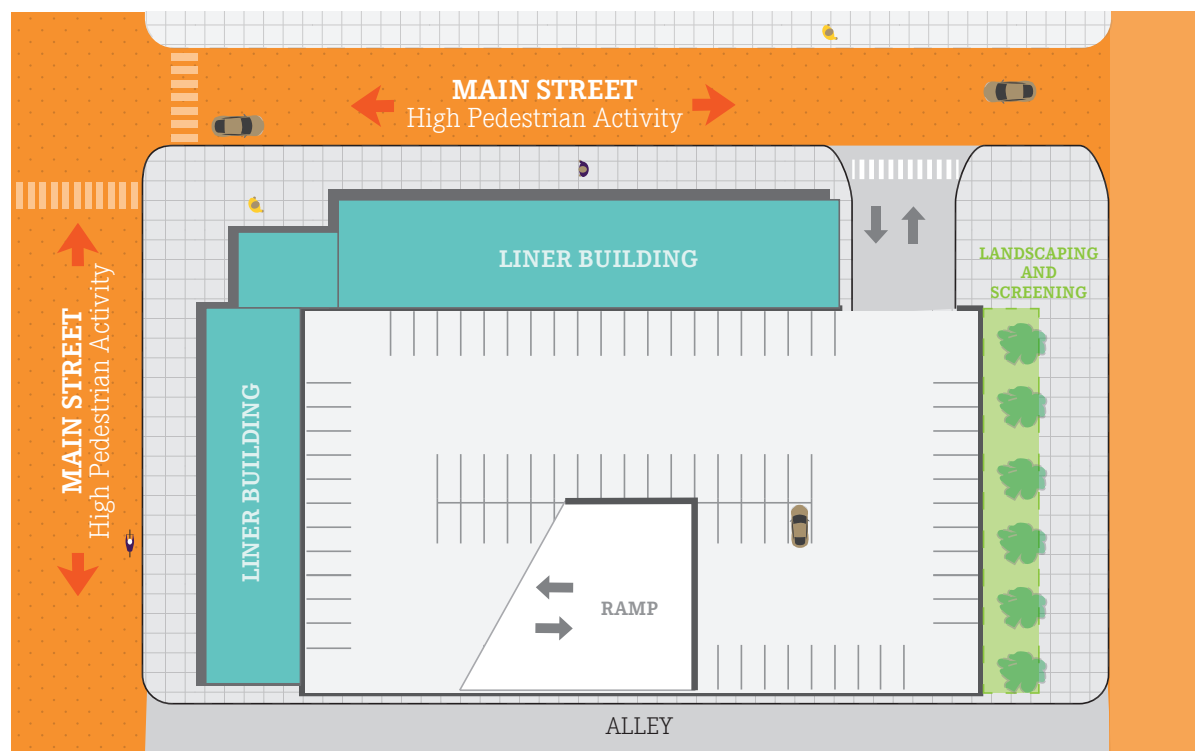 MAIN STREET
High Pedestrian Activity
MAIN STREET
High Pedestrian Activity
LINER BUILDING
LANDSCAPING
AND
SCREENING
LINER BUILDING
RAMP
ALLEY